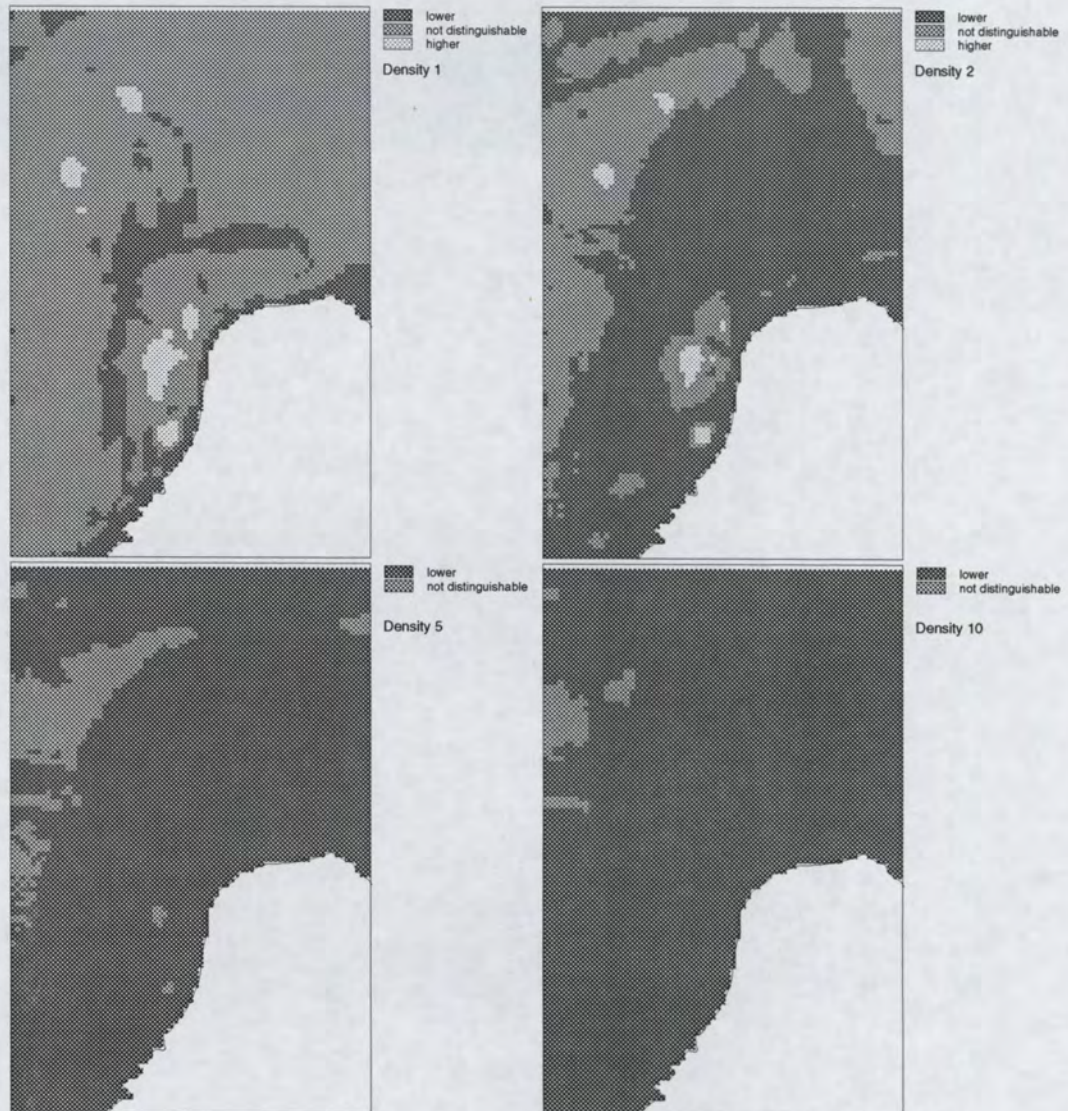 lower
not distinguishable
higher
Density 1
lower
not distinguishable
higher
Density 2
lower
not distinguishable
Density 5
lower
not distinguishable
Density 10